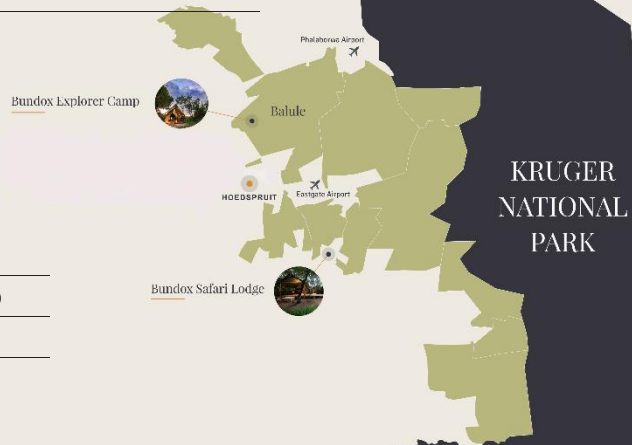 Phalaborwa Airport
Bundox Explorer Camp
Balule
HOEDSPRUIT
Eastgate Airport
KRUGER
NATIONAL
PARK
Bundox Safari Lodge
)